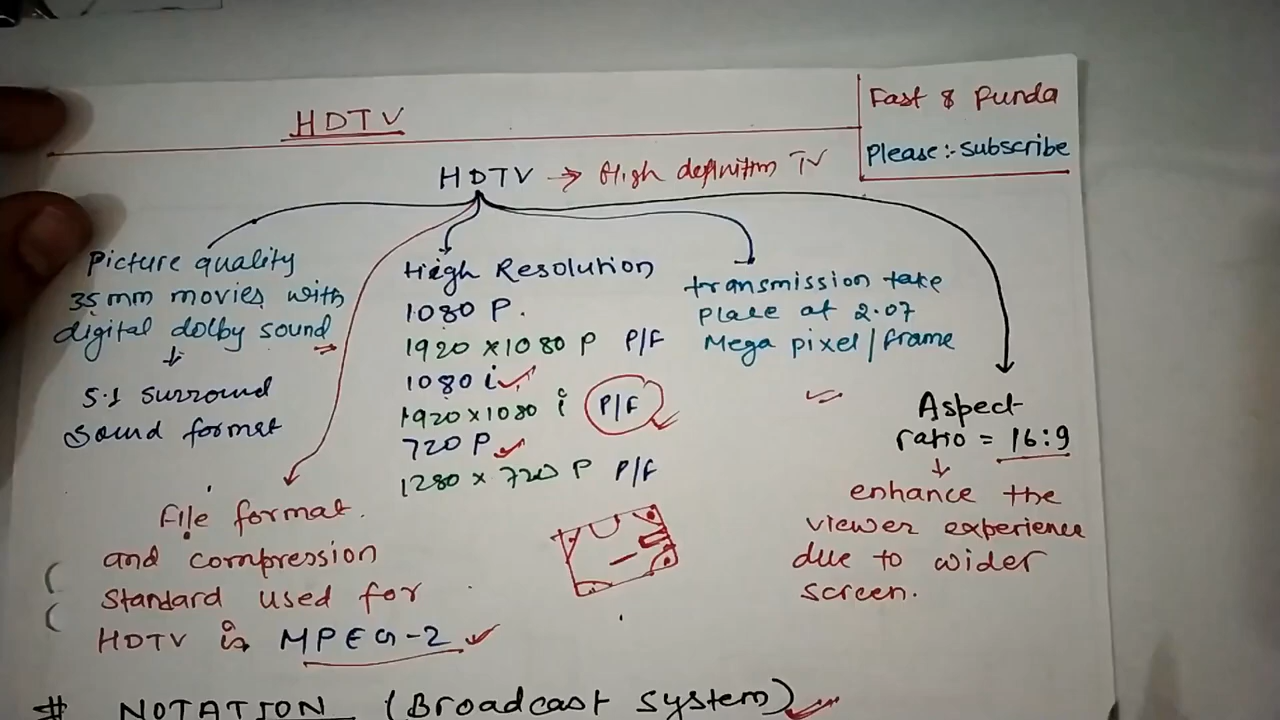 HDTV
Fast & Funda
Please:- subscribe
HDTV → High definition TV
Picture quality
35 mm movies with
digital dolby sound
5.1 surround
sound format
High Resolution
1080 P.
1920 × 1080 P P/F
1080 i
1920 × 1080 i P/F
720 P
1280 × 720 P P/F
transmission take
place at 2.07
Mega pixel/frame
Aspect
ratio = 16:9
enhance the
viewer experience
due to wider
screen.
File format.
and compression
standard used for
HDTV is MPEG-2
# NOTATION (Broadcast system)